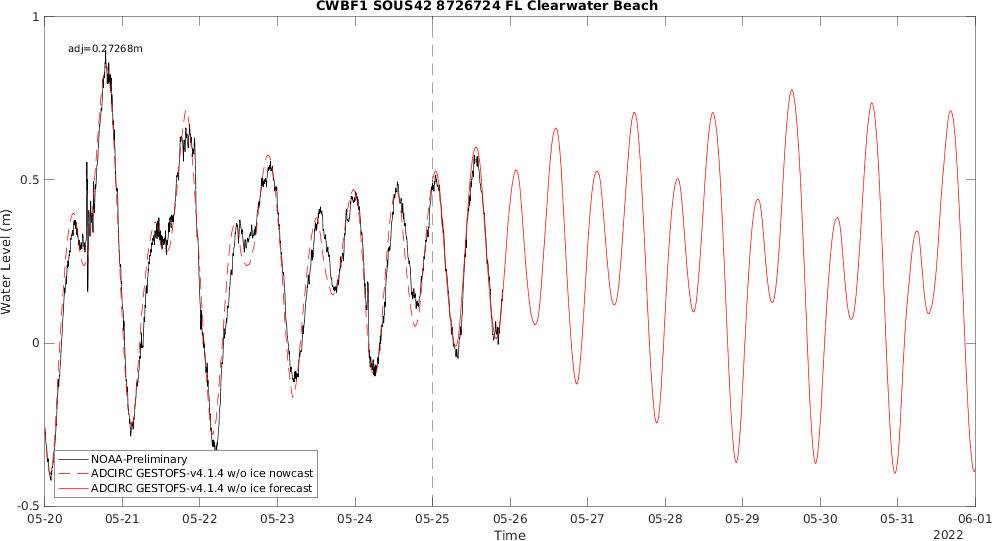 CWBF1 SOUS42 8726724 FL Clearwater Beach
1
adj=0.27268m
0.5
Water Level (m)
0
NOAA-Preliminary
ADCIRC GESTOFS-v4.1.4 w/o ice nowcast
ADCIRC GESTOFS-v4.1.4 w/o ice forecast
-0.5
05-20 05-21 05-22 05-23 05-24 05-25 05-26 05-27 05-28 05-29 05-30 05-31 06-01
Time
2022